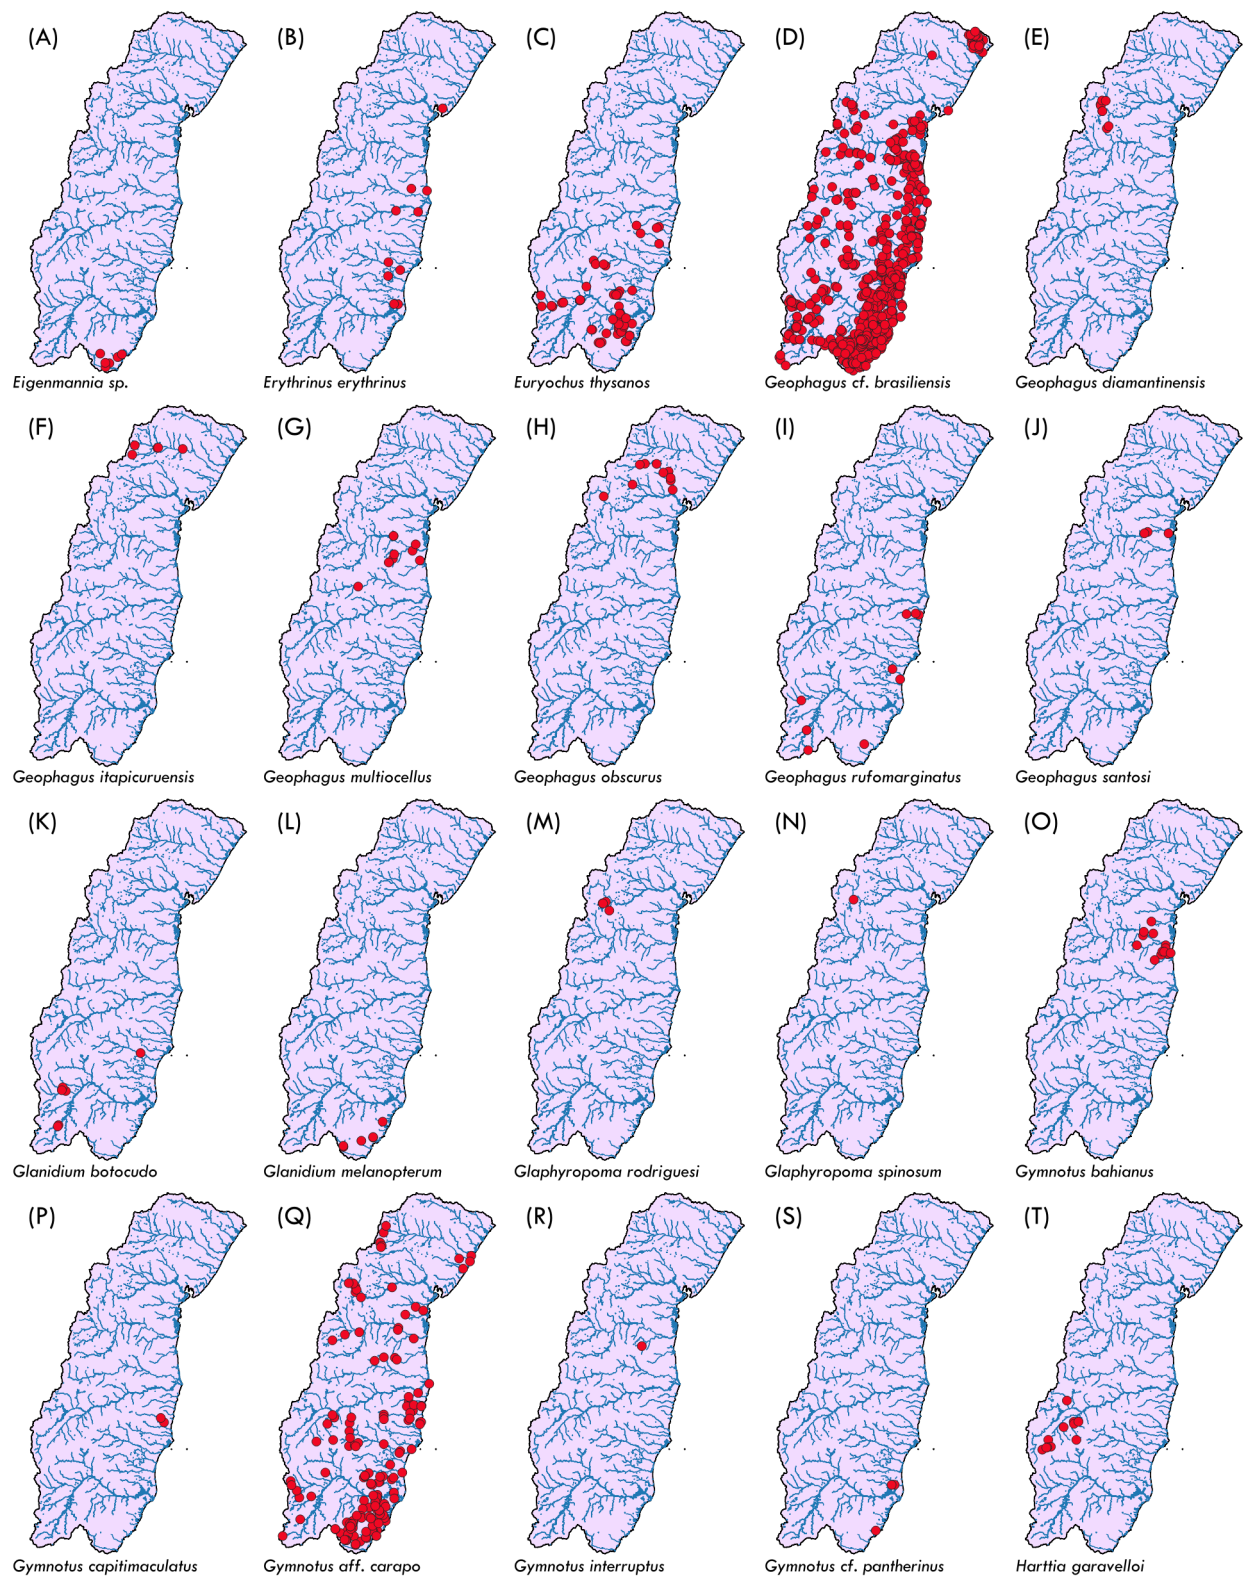 (A) (B) (C) (D) (E)
Eigenmannia sp. Erythrinus erythrinus Euryochus thysanos Geophagus cf. brasiliensis Geophagus diamantinensis
(F) (G) (H) (I) (J)
Geophagus itapicuruensis Geophagus multiocellus Geophagus obscurus Geophagus rufomarginatus Geophagus santosi
(K) (L) (M) (N) (O)
Glanidium botocudo Glanidium melanopterum Glaphyropoma rodriguesi Glaphyropoma spinosum Gymnotus bahianus
(P) (Q) (R) (S) (T)
Gymnotus capitimaculatus Gymnotus aff. carapo Gymnotus interruptus Gymnotus cf. pantherinus Harttia garavelloi